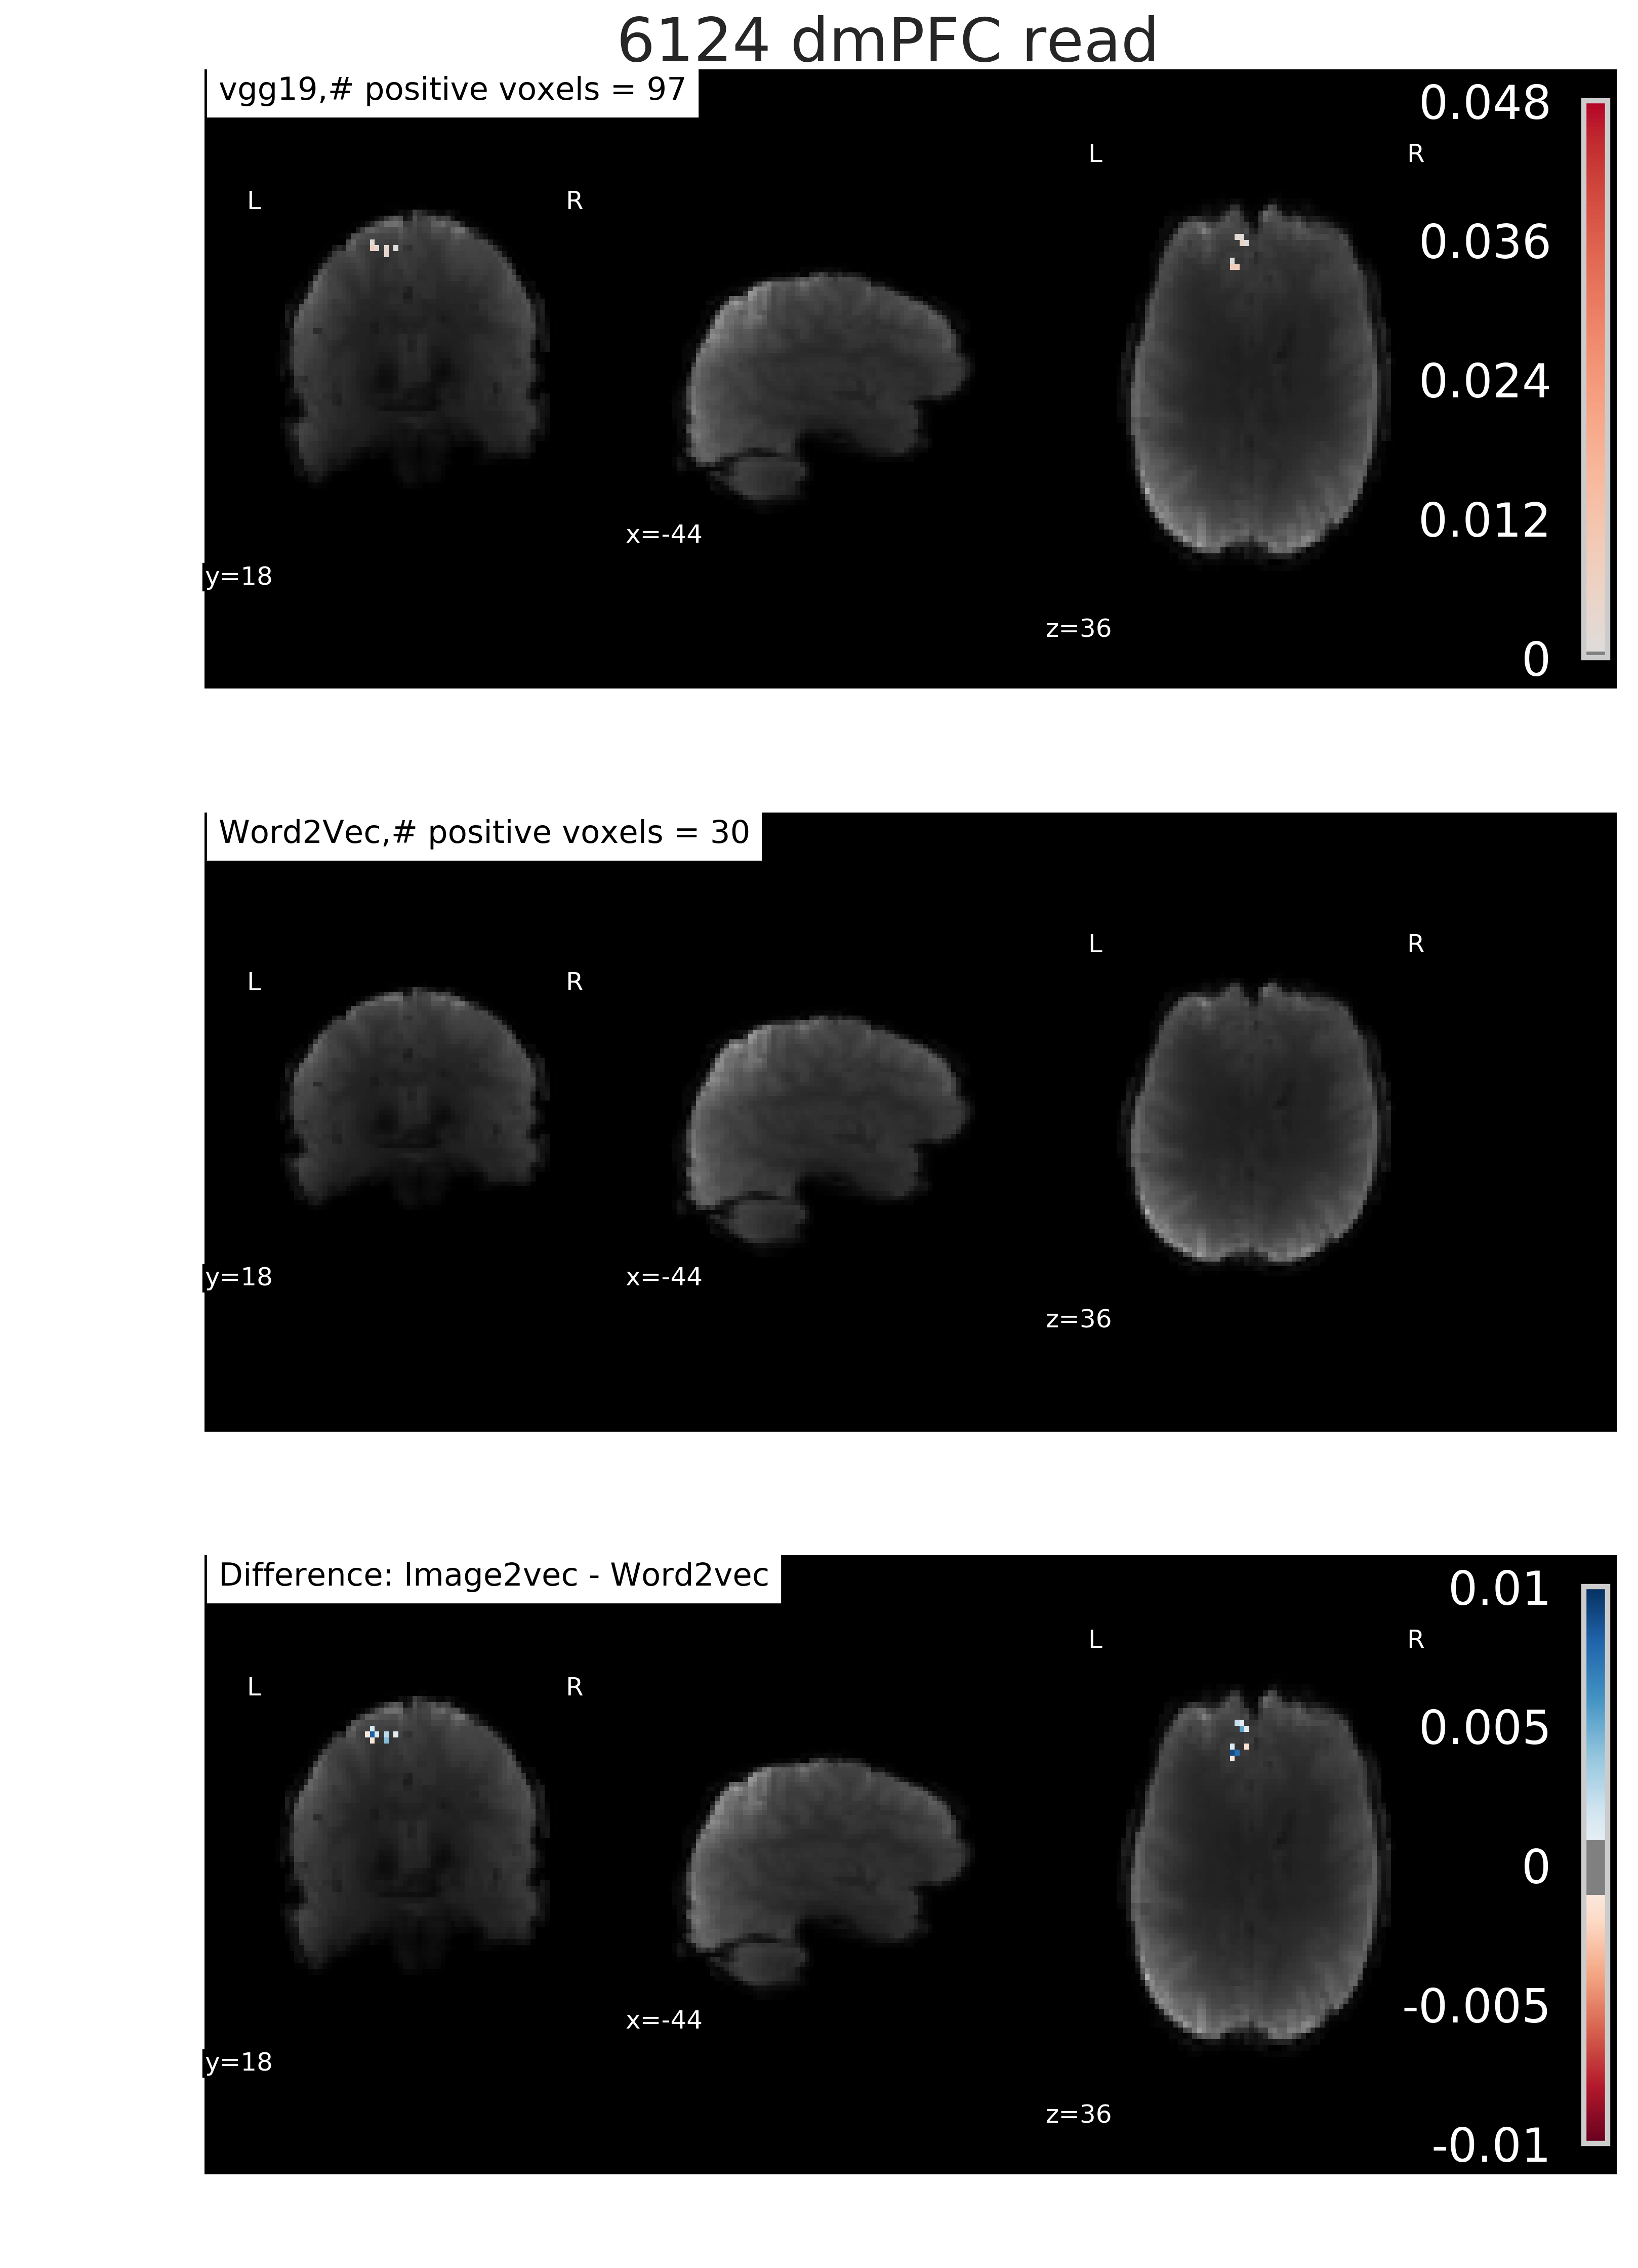 6124 dmPFC read
vgg19,# positive voxels = 97
0.048
L R
L R
0.036
0.024
0.012
x=-44
y=18
z=36
0
Word2Vec,# positive voxels = 30
L R
L R
y=18
x=-44
z=36
Difference: Image2vec - Word2vec
0.01
L R
L R
0.005
0
-0.005
x=-44
y=18
z=36
-0.01